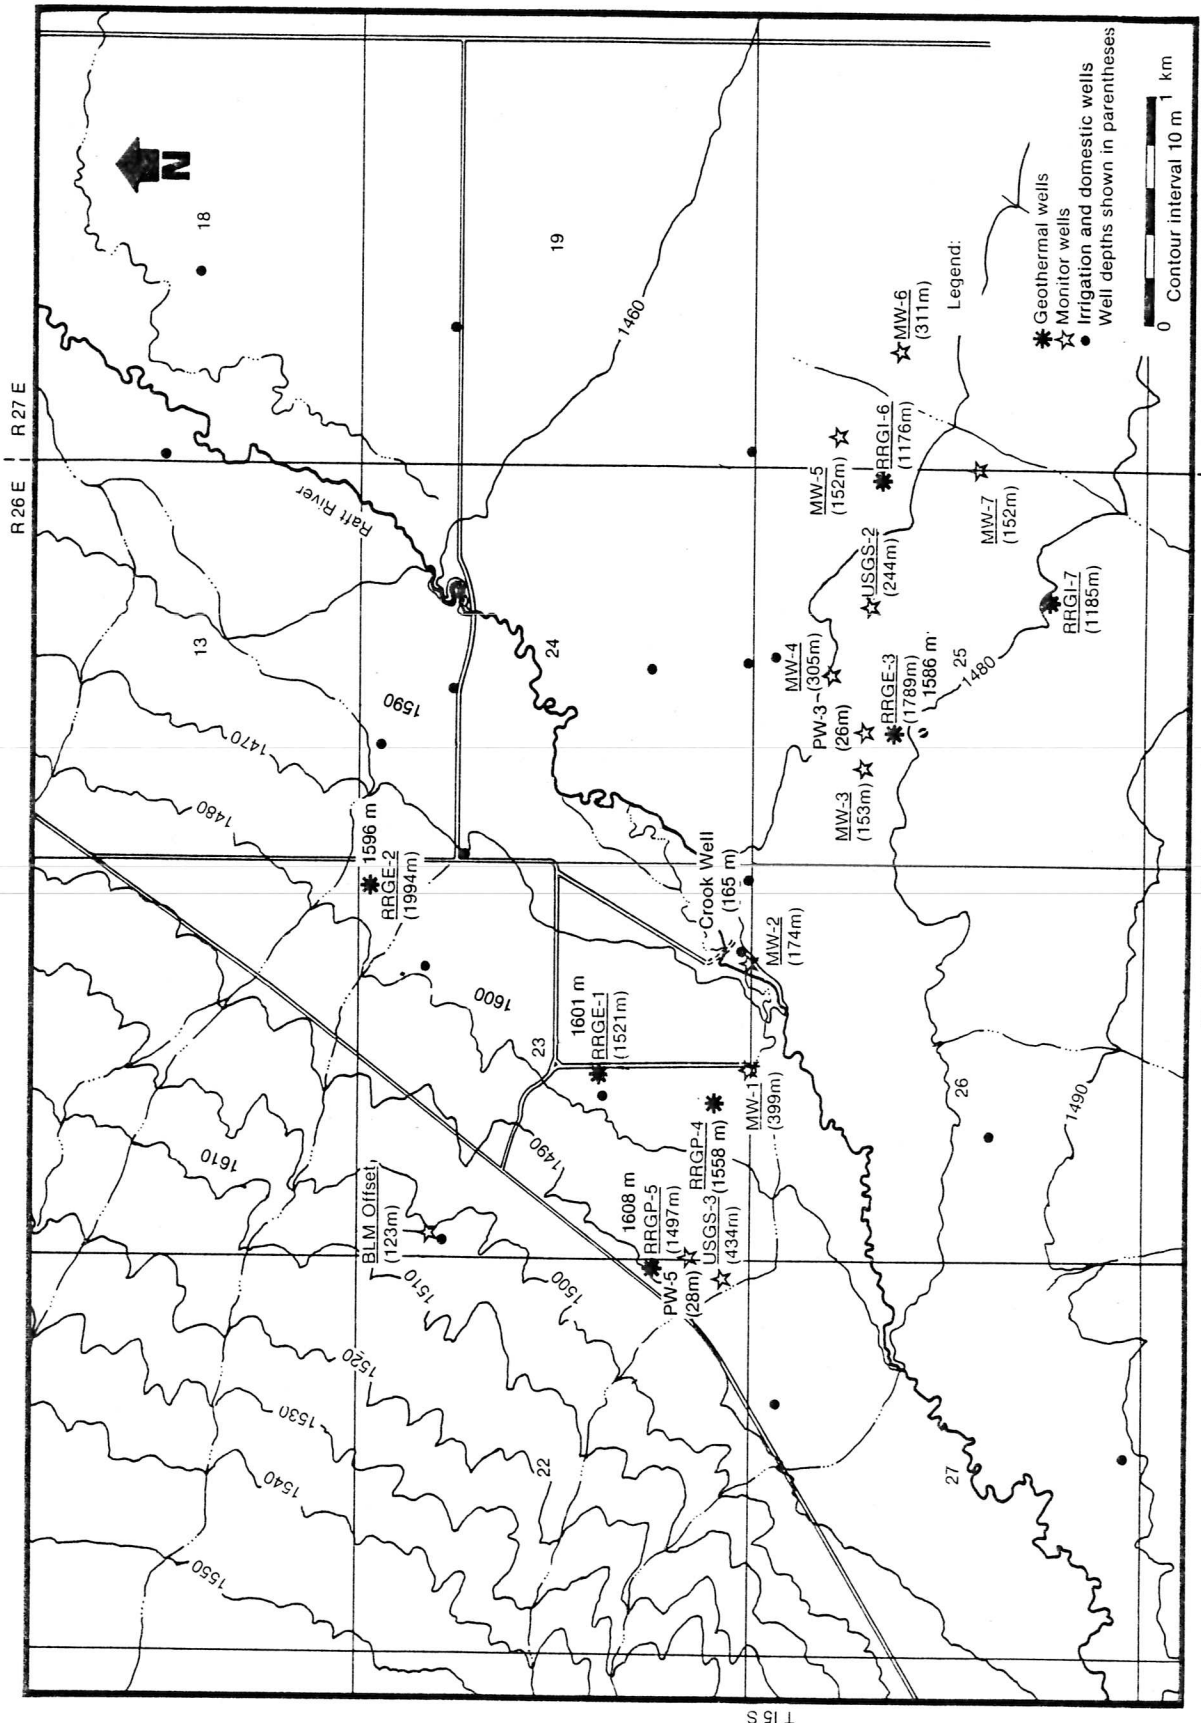 R 26 E | R 27 E
N
18
13
Raft River
19
1470
1590
24
1460
1480
1596 m
RRGE-2
(1994m)
1600
23
1601 m
RRGE-1
(1521m)
1610
BLM Offset
(123m)
1490
1510
1500
1520
1530
1540
1550
22
1608 m
RRGP-5
(1497m)
PW-5
(28m)
USGS-3
(434m)
RRGP-4
(1558 m)
MW-1
(399m)
Crook Well
(165 m)
MW-2
(174m)
MW-3
(153m)
PW-3
(26m)
MW-4
(305m)
RRGE-3
(1789m)
1586 m
25
1480
USGS-2
(244m)
MW-5
(152m)
RRGI-6
(1176m)
MW-6
(311m)
MW-7
(152m)
RRGI-7
(1185m)
26
1490
27
T 15 S
Legend:
Geothermal wells
Monitor wells
Irrigation and domestic wells
Well depths shown in parentheses
0 1 km
Contour interval 10 m